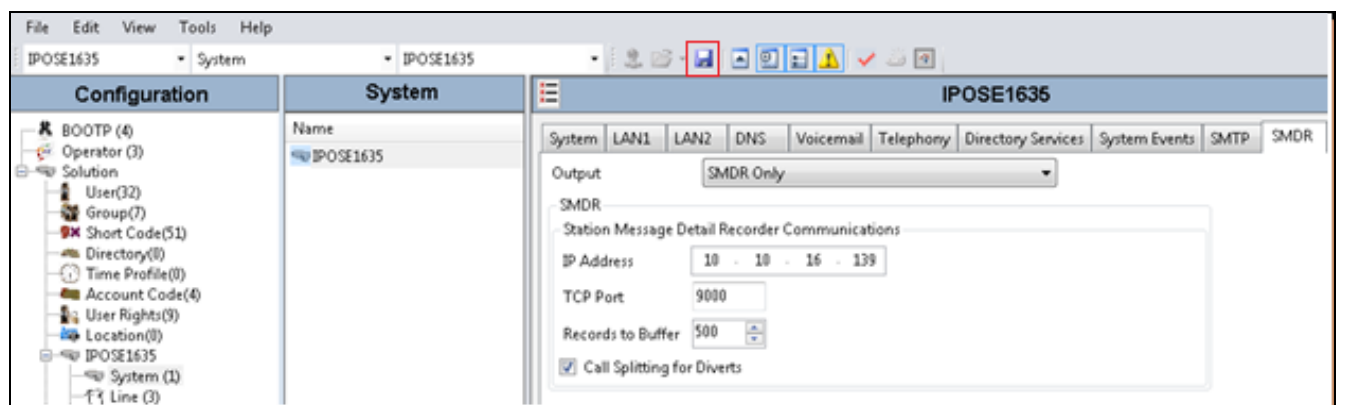 File Edit View Tools Help
IPOSE1635 System IPOSE1635
Configuration
BOOTP (4)
Operator (3)
Solution
User(32)
Group(7)
Short Code(51)
Directory(0)
Time Profile(0)
Account Code(4)
User Rights(9)
Location(0)
IPOSE1635
System (1)
Line (3)
System
Name
IPOSE1635
IPOSE1635
System LAN1 LAN2 DNS Voicemail Telephony Directory Services System Events SMTP SMDR
Output SMDR Only
SMDR
Station Message Detail Recorder Communications
IP Address 10 . 10 . 16 . 139
TCP Port 9000
Records to Buffer 500
Call Splitting for Diverts